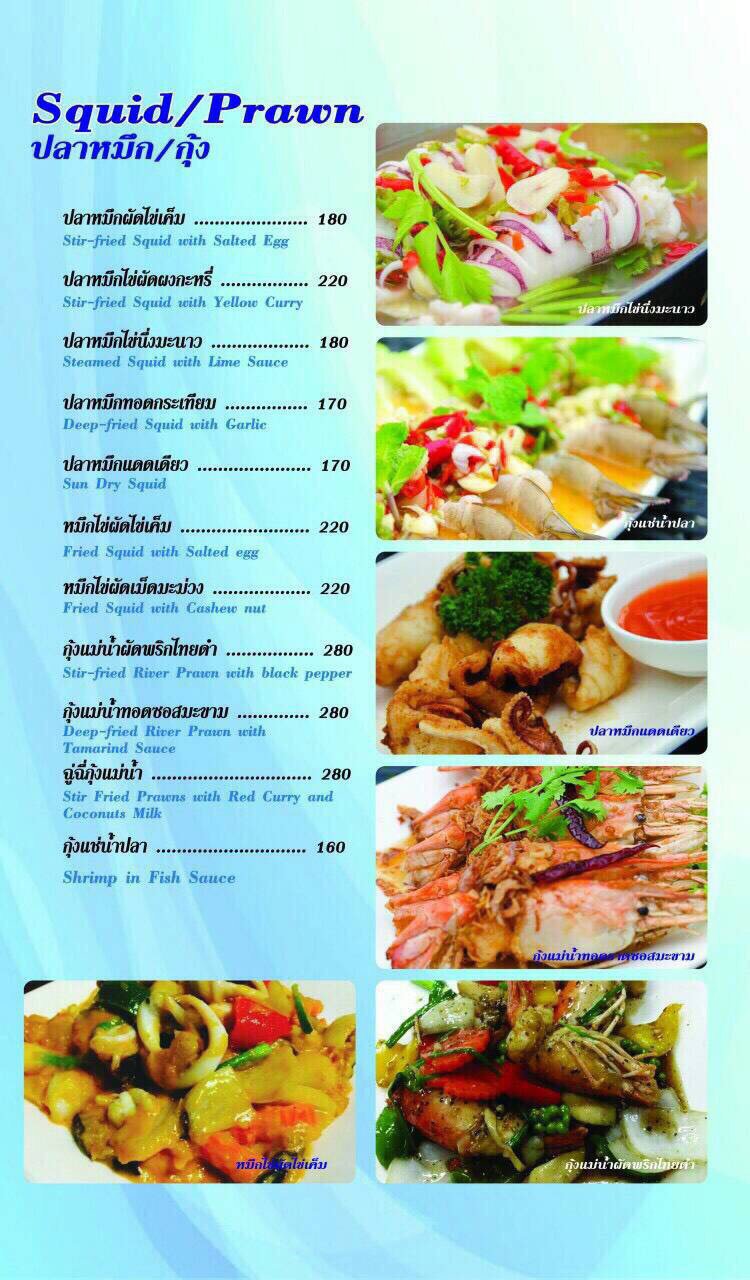 Squid/Prawn
ปลาหมึก/กุ้ง
ปลาหมึกผัดไข่เค็ม ...................... 180
Stir-fried Squid with Salted Egg
ปลาหมึกไข่ผัดผงกะหรี่ ................. 220
Stir-fried Squid with Yellow Curry
ปลาหมึกไข่นึ่งมะนาว ................... 180
Steamed Squid with Lime Sauce
ปลาหมึกทอดกระเทียม ................ 170
Deep-fried Squid with Garlic
ปลาหมึกแดดเดียว ...................... 170
Sun Dry Squid
หมึกไข่ผัดไข่เค็ม ......................... 220
Fried Squid with Salted egg
หมึกไข่ผัดเม็ดมะม่วง ................... 220
Fried Squid with Cashew nut
กุ้งแม่น้ำผัดพริกไทยดำ ................. 280
Stir-fried River Prawn with black pepper
กุ้งแม่น้ำทอดซอสมะขาม .............. 280
Deep-fried River Prawn with
Tamarind Sauce
ฉู่ฉี่กุ้งแม่น้ำ ............................... 280
Stir Fried Prawns with Red Curry and
Coconuts Milk
กุ้งแช่น้ำปลา ............................. 160
Shrimp in Fish Sauce
ปลาหมึกไข่นึ่งมะนาว
กุ้งแช่น้ำปลา
ปลาหมึกแดดเดียว
กุ้งแม่น้ำทอดราดซอสมะขาม
หมึกไข่ผัดไข่เค็ม
กุ้งแม่น้ำผัดพริกไทยดำ